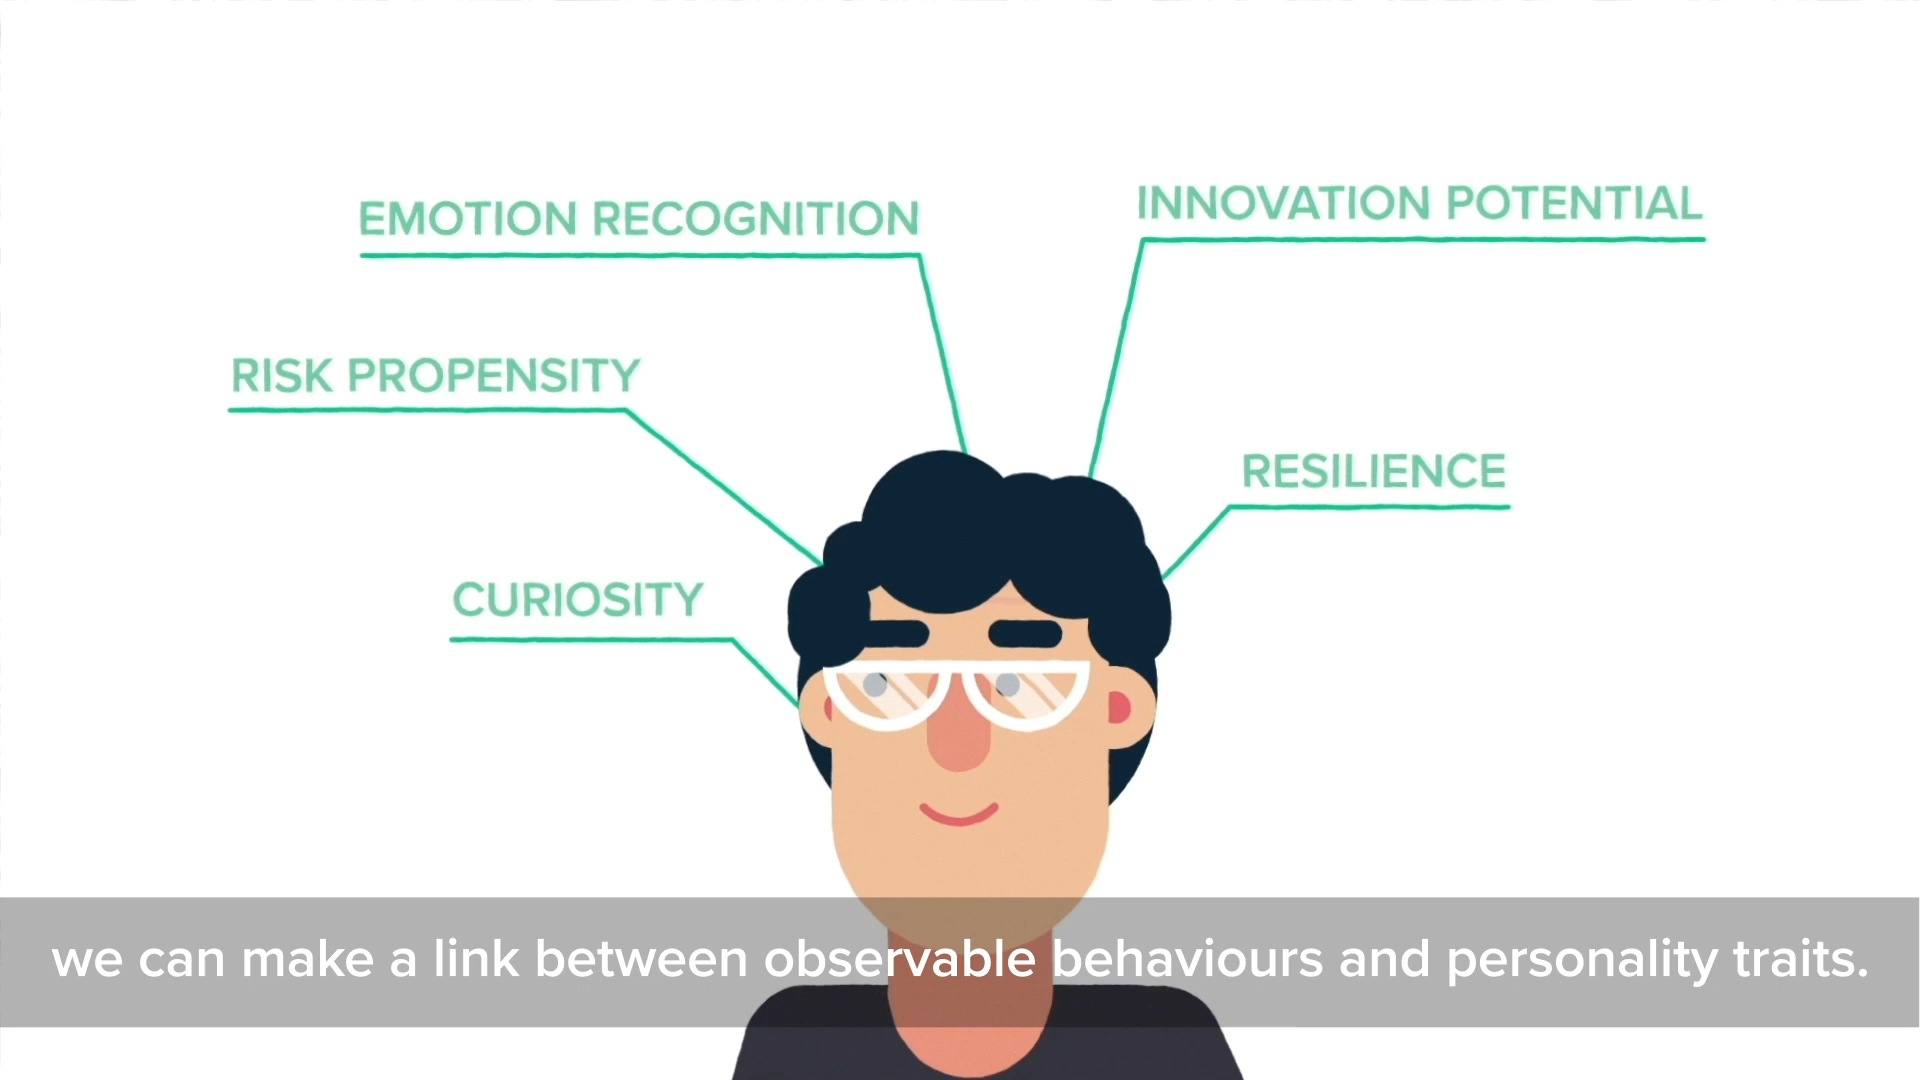 EMOTION RECOGNITION
INNOVATION POTENTIAL
RISK PROPENSITY
RESILIENCE
CURIOSITY
we can make a link between observable behaviours and personality traits.